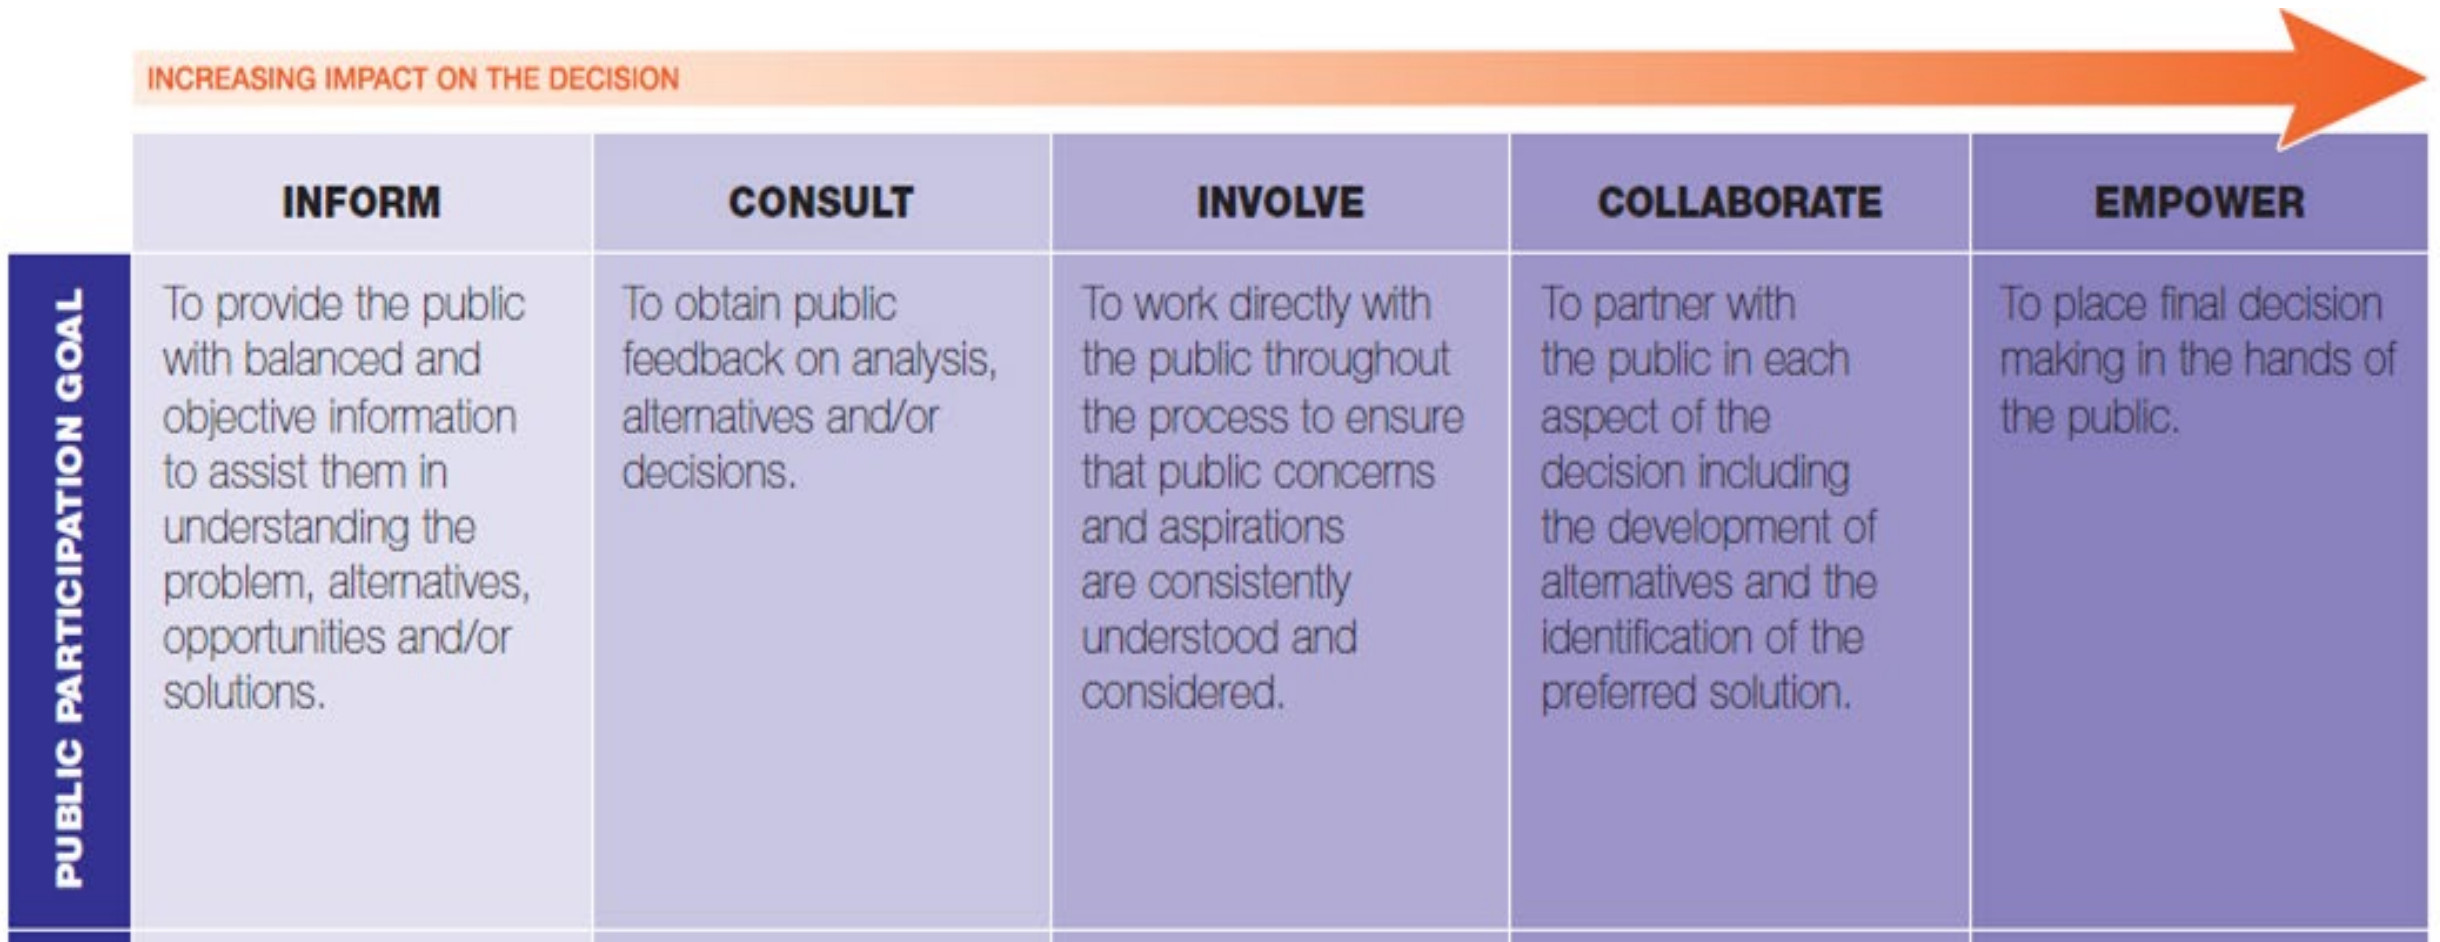 INCREASING IMPACT ON THE DECISION
INFORM
CONSULT
INVOLVE
COLLABORATE
EMPOWER
PUBLIC PARTICIPATION GOAL
To provide the public
with balanced and
objective information
to assist them in
understanding the
problem, alternatives,
opportunities and/or
solutions.
To obtain public
feedback on analysis,
alternatives and/or
decisions.
To work directly with
the public throughout
the process to ensure
that public concerns
and aspirations
are consistently
understood and
considered.
To partner with
the public in each
aspect of the
decision including
the development of
alternatives and the
identification of the
preferred solution.
To place final decision
making in the hands of
the public.